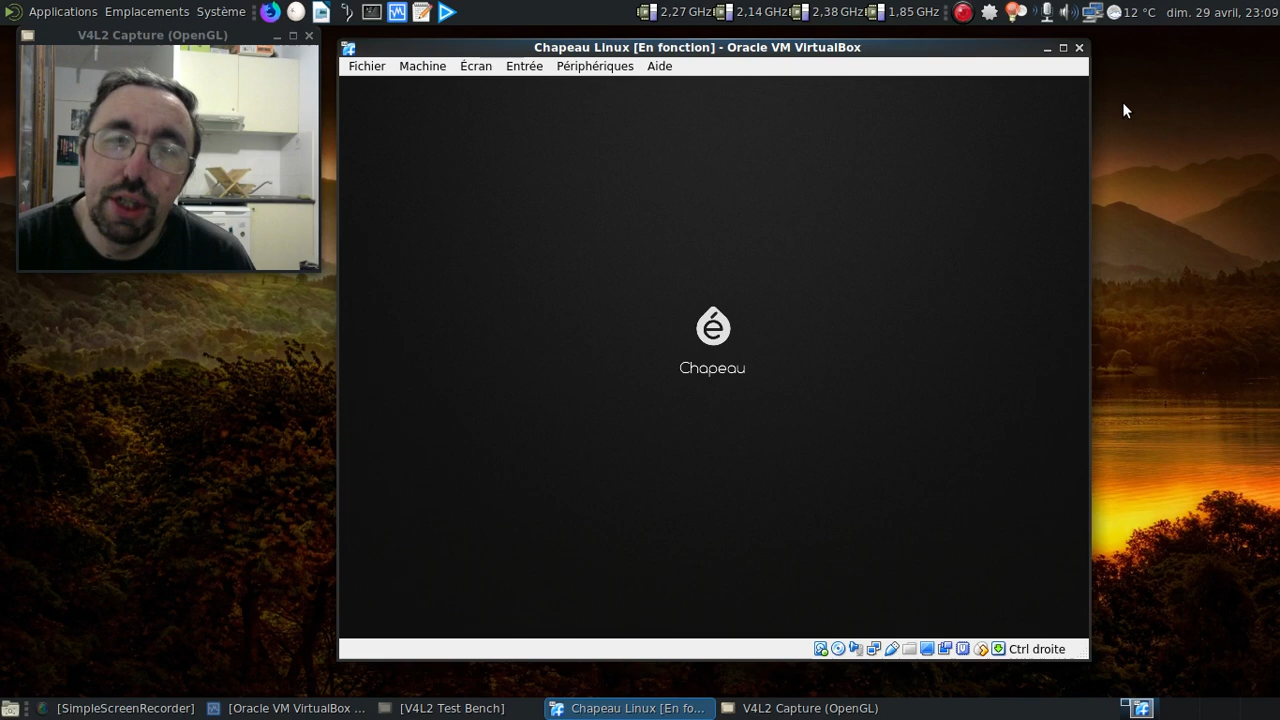 Applications Emplacements Système
2,27 GHz 2,14 GHz 2,38 GHz 1,85 GHz 12 °C dim. 29 avril, 23:09
V4L2 Capture (OpenGL)
Chapeau Linux [En fonction] - Oracle VM VirtualBox
Fichier Machine Écran Entrée Périphériques Aide
é
Chapeau
Ctrl droite
[SimpleScreenRecorder] [Oracle VM VirtualBox ... [V4L2 Test Bench] Chapeau Linux [En fo... V4L2 Capture (OpenGL)